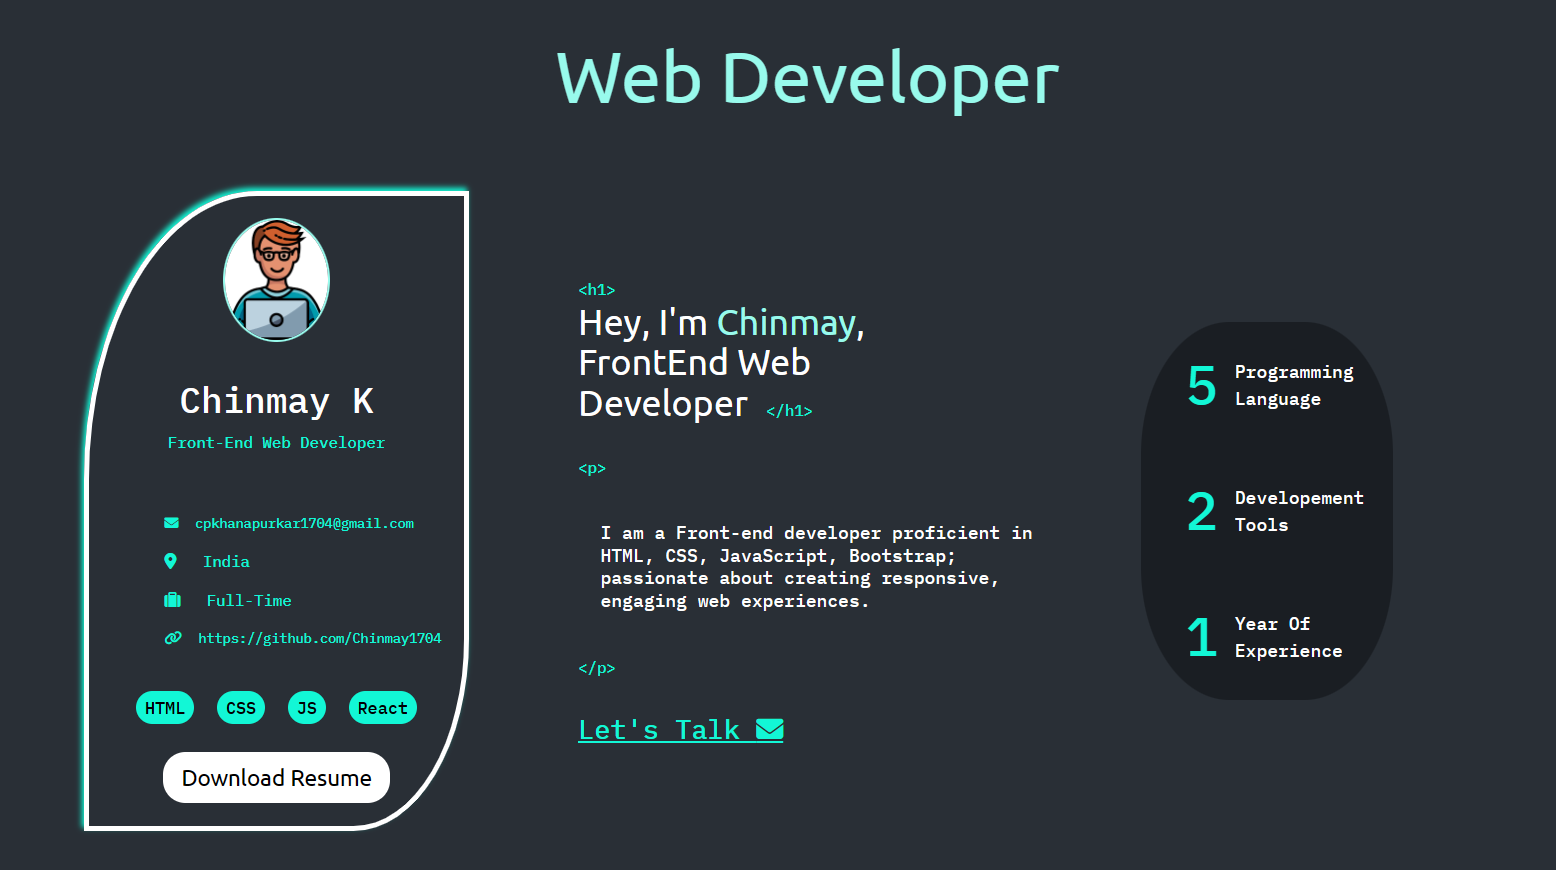 Web Developer
Chinmay K
Front-End Web Developer
cpkhanapurkar1704@gmail.com
India
Full-Time
https://github.com/Chinmay1704
HTML CSS JS React
Download Resume
<h1>
Hey, I'm Chinmay,
FrontEnd Web
Developer </h1>
<p>
I am a Front-end developer proficient in
HTML, CSS, JavaScript, Bootstrap;
passionate about creating responsive,
engaging web experiences.
</p>
Let's Talk
5 Programming
Language
2 Developement
Tools
1 Year Of
Experience